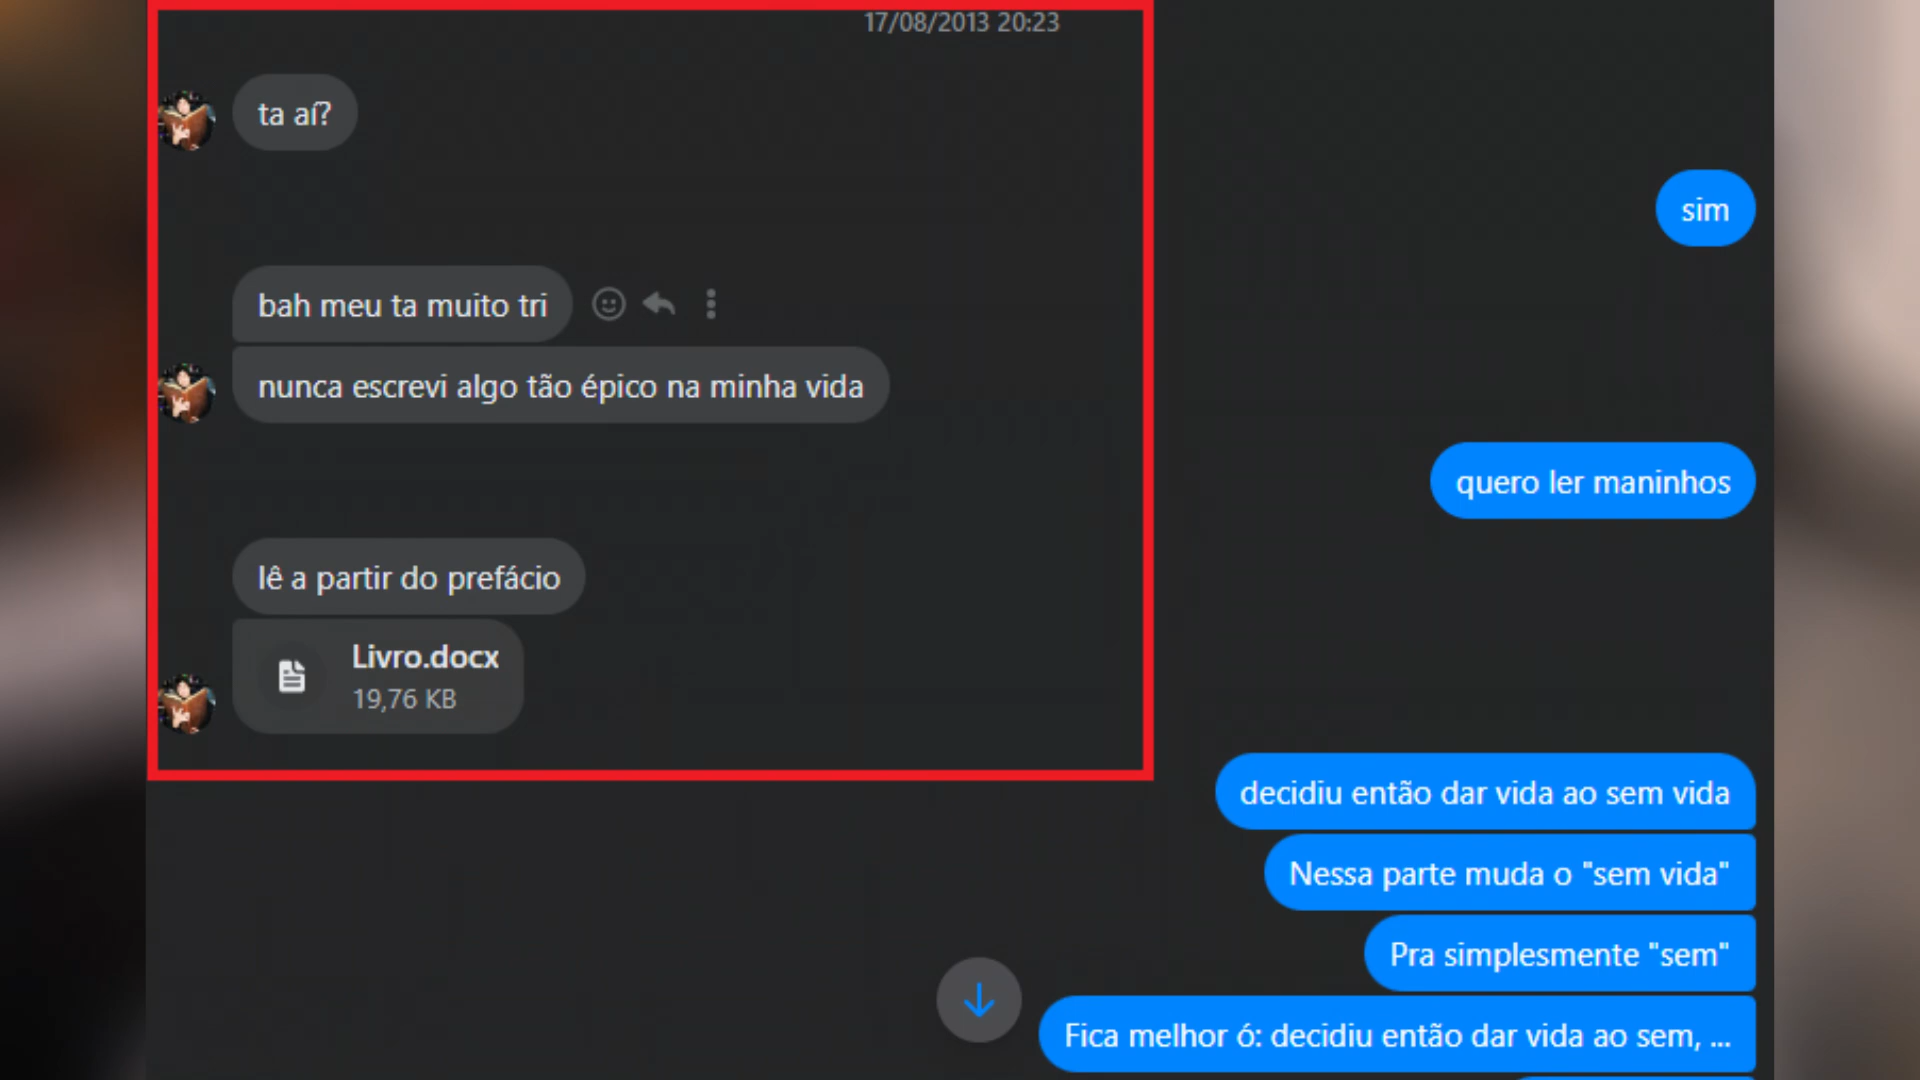 17/08/2013 20:23
ta aí?
sim
bah meu ta muito tri
nunca escrevi algo tão épico na minha vida
quero ler maninhos
lê a partir do prefácio
Livro.docx
19,76 KB
decidiu então dar vida ao sem vida
Nessa parte muda o "sem vida"
Pra simplesmente "sem"
Fica melhor ó: decidiu então dar vida ao sem, ...